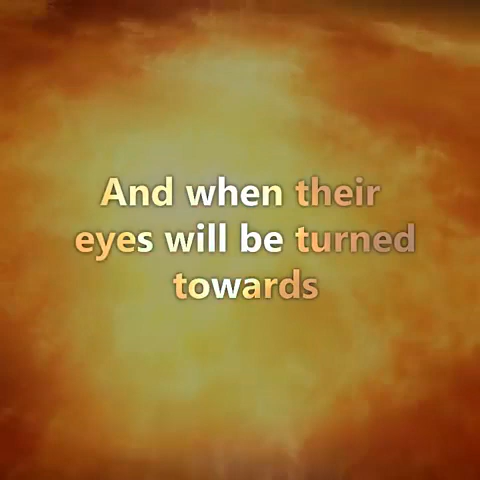 And when their
eyes will be turned
towards